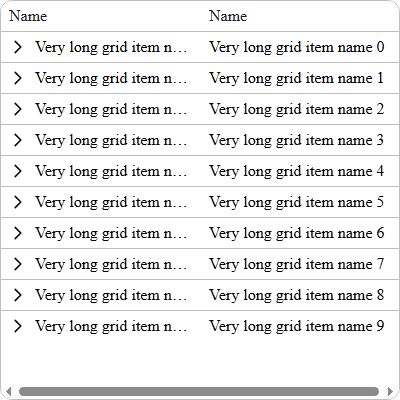 Name Name
Very long grid item n… Very long grid item name 0
Very long grid item n… Very long grid item name 1
Very long grid item n… Very long grid item name 2
Very long grid item n… Very long grid item name 3
Very long grid item n… Very long grid item name 4
Very long grid item n… Very long grid item name 5
Very long grid item n… Very long grid item name 6
Very long grid item n… Very long grid item name 7
Very long grid item n… Very long grid item name 8
Very long grid item n… Very long grid item name 9